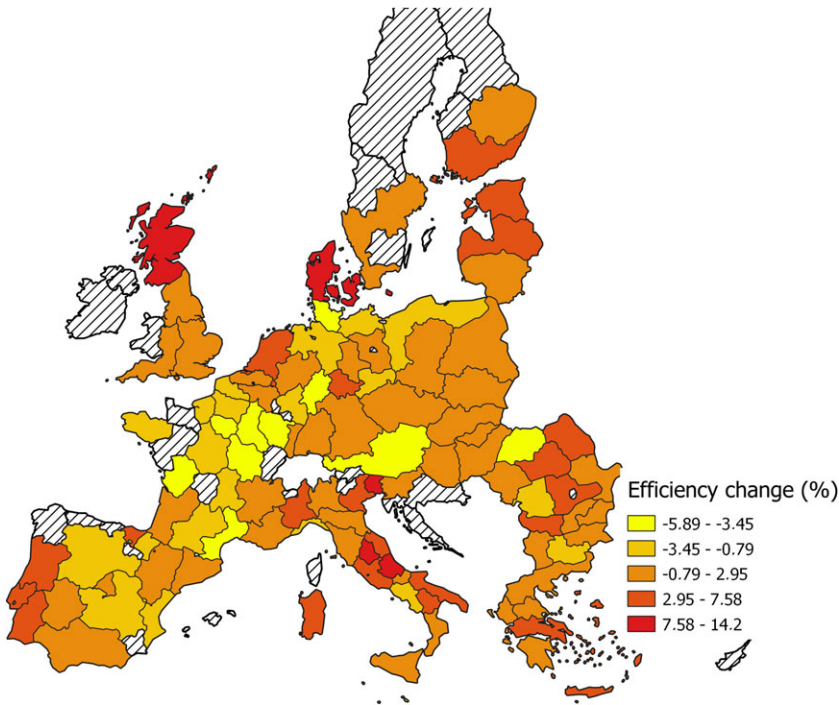 Efficiency change (%)
-5.89 - -3.45
-3.45 - -0.79
-0.79 - 2.95
2.95 - 7.58
7.58 - 14.2